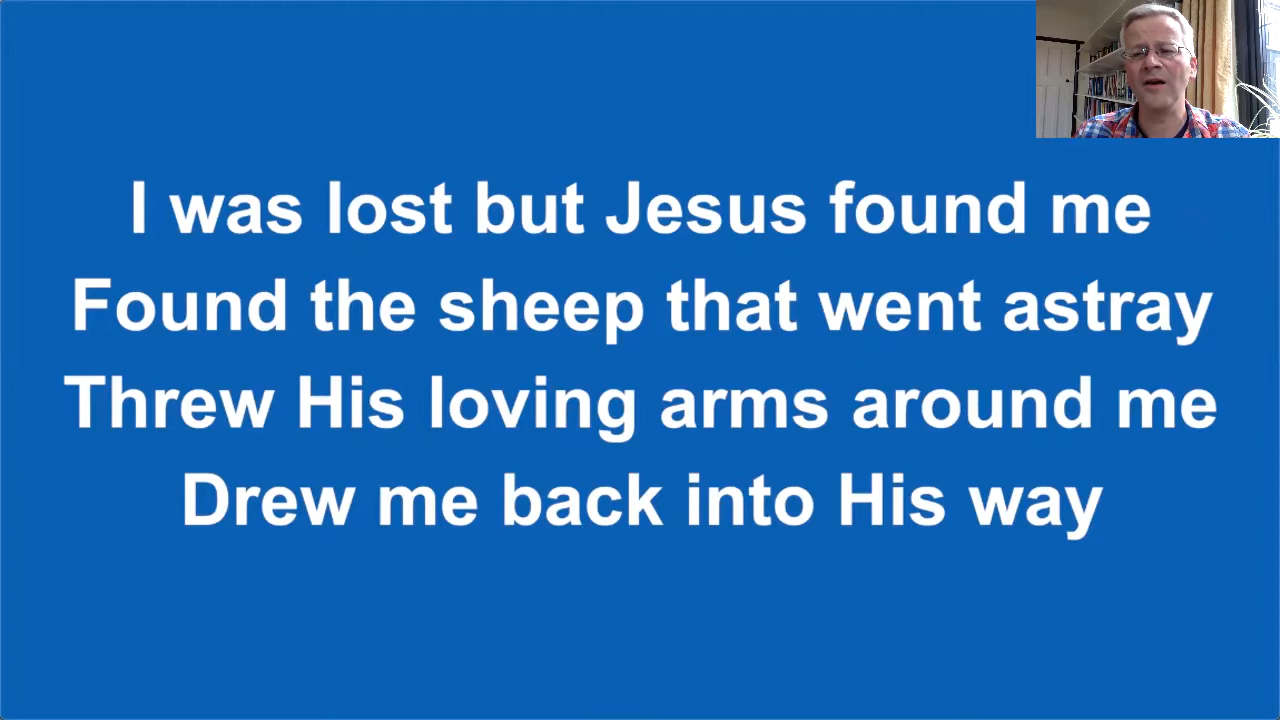 I was lost but Jesus found me
Found the sheep that went astray
Threw His loving arms around me
Drew me back into His way